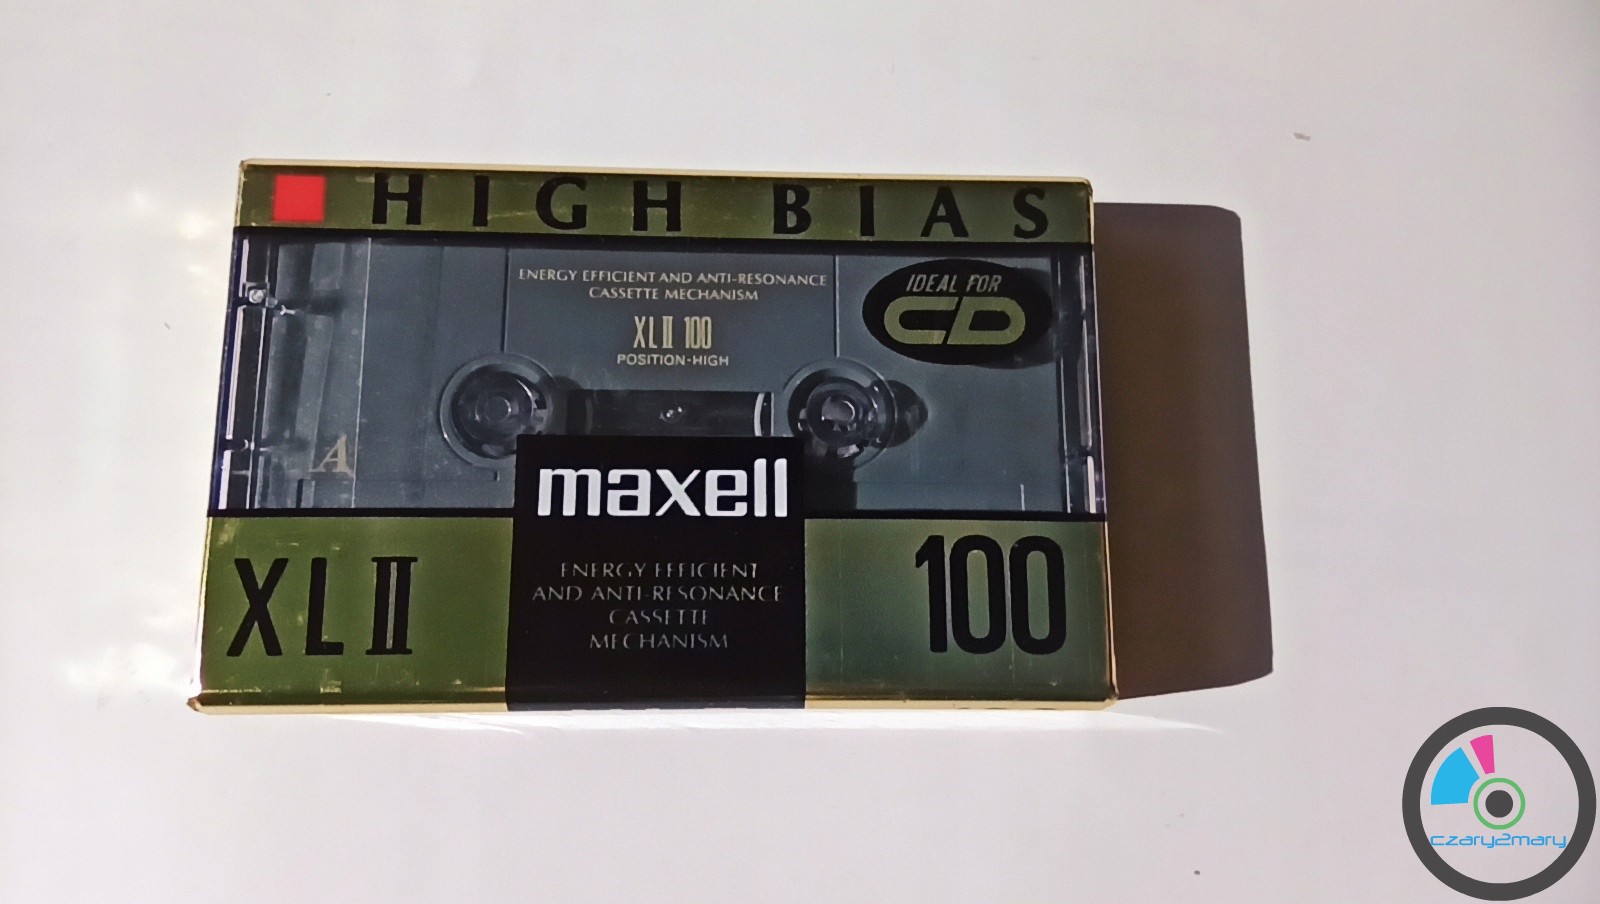 HIGH BIAS
ENERGY EFFICIENT AND ANTI-RESONANCE
CASSETTE MECHANISM
XL II 100
POSITION-HIGH
IDEAL FOR
CD
A
maxell
ENERGY EFFICIENT
AND ANTI-RESONANCE
CASSETTE
MECHANISM
XL II
100
czary2mary